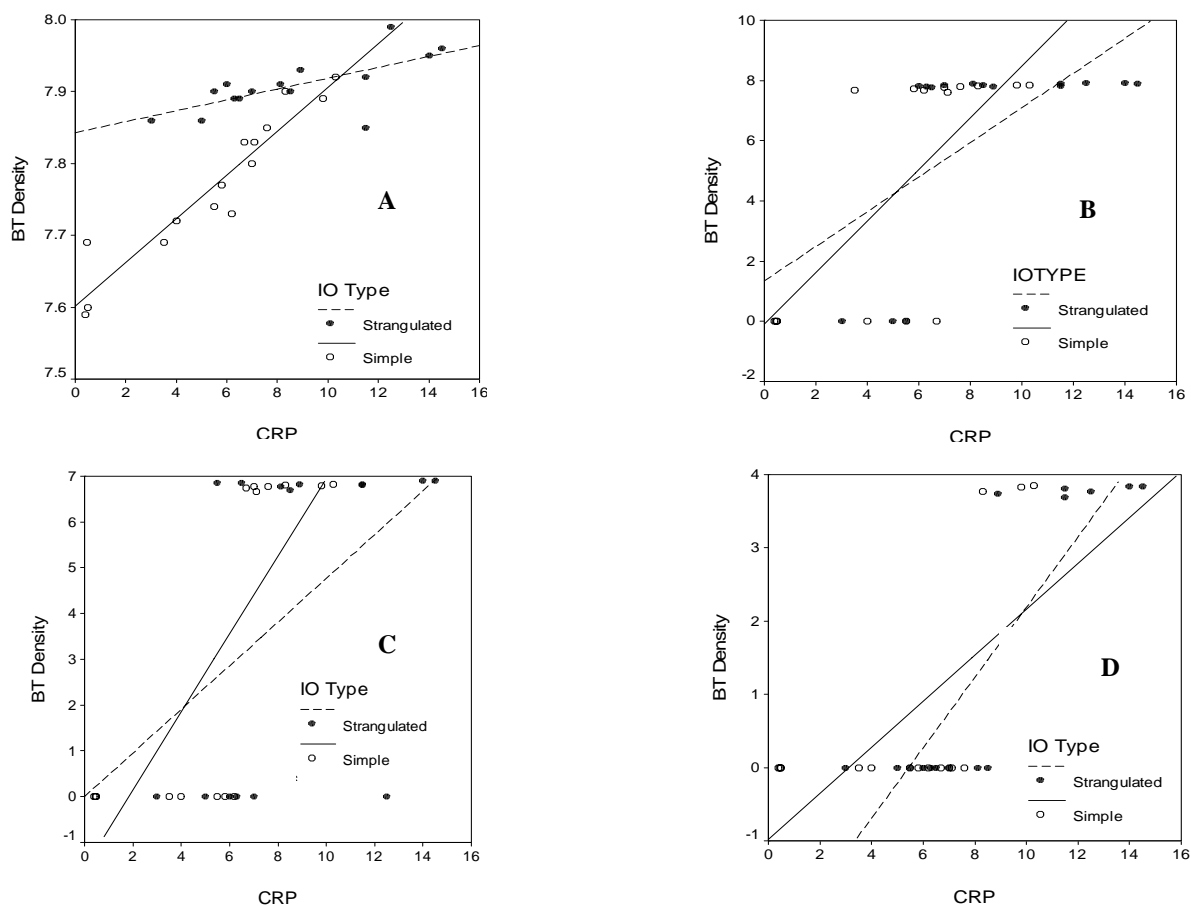 8.0
7.9
7.8
7.7
7.6
7.5
0 2 4 6 8 10 12 14 16
BT Density
CRP
A
IO Type
Strangulated
Simple
10
8
6
4
2
0
-2
0 2 4 6 8 10 12 14 16
BT Density
CRP
B
IOTYPE
Strangulated
Simple
7
6
5
4
3
2
1
0
-1
0 2 4 6 8 10 12 14 16
BT Density
CRP
C
IO Type
Strangulated
Simple
4
3
2
1
0
-1
0 2 4 6 8 10 12 14 16
BT Density
CRP
D
IO Type
Strangulated
Simple